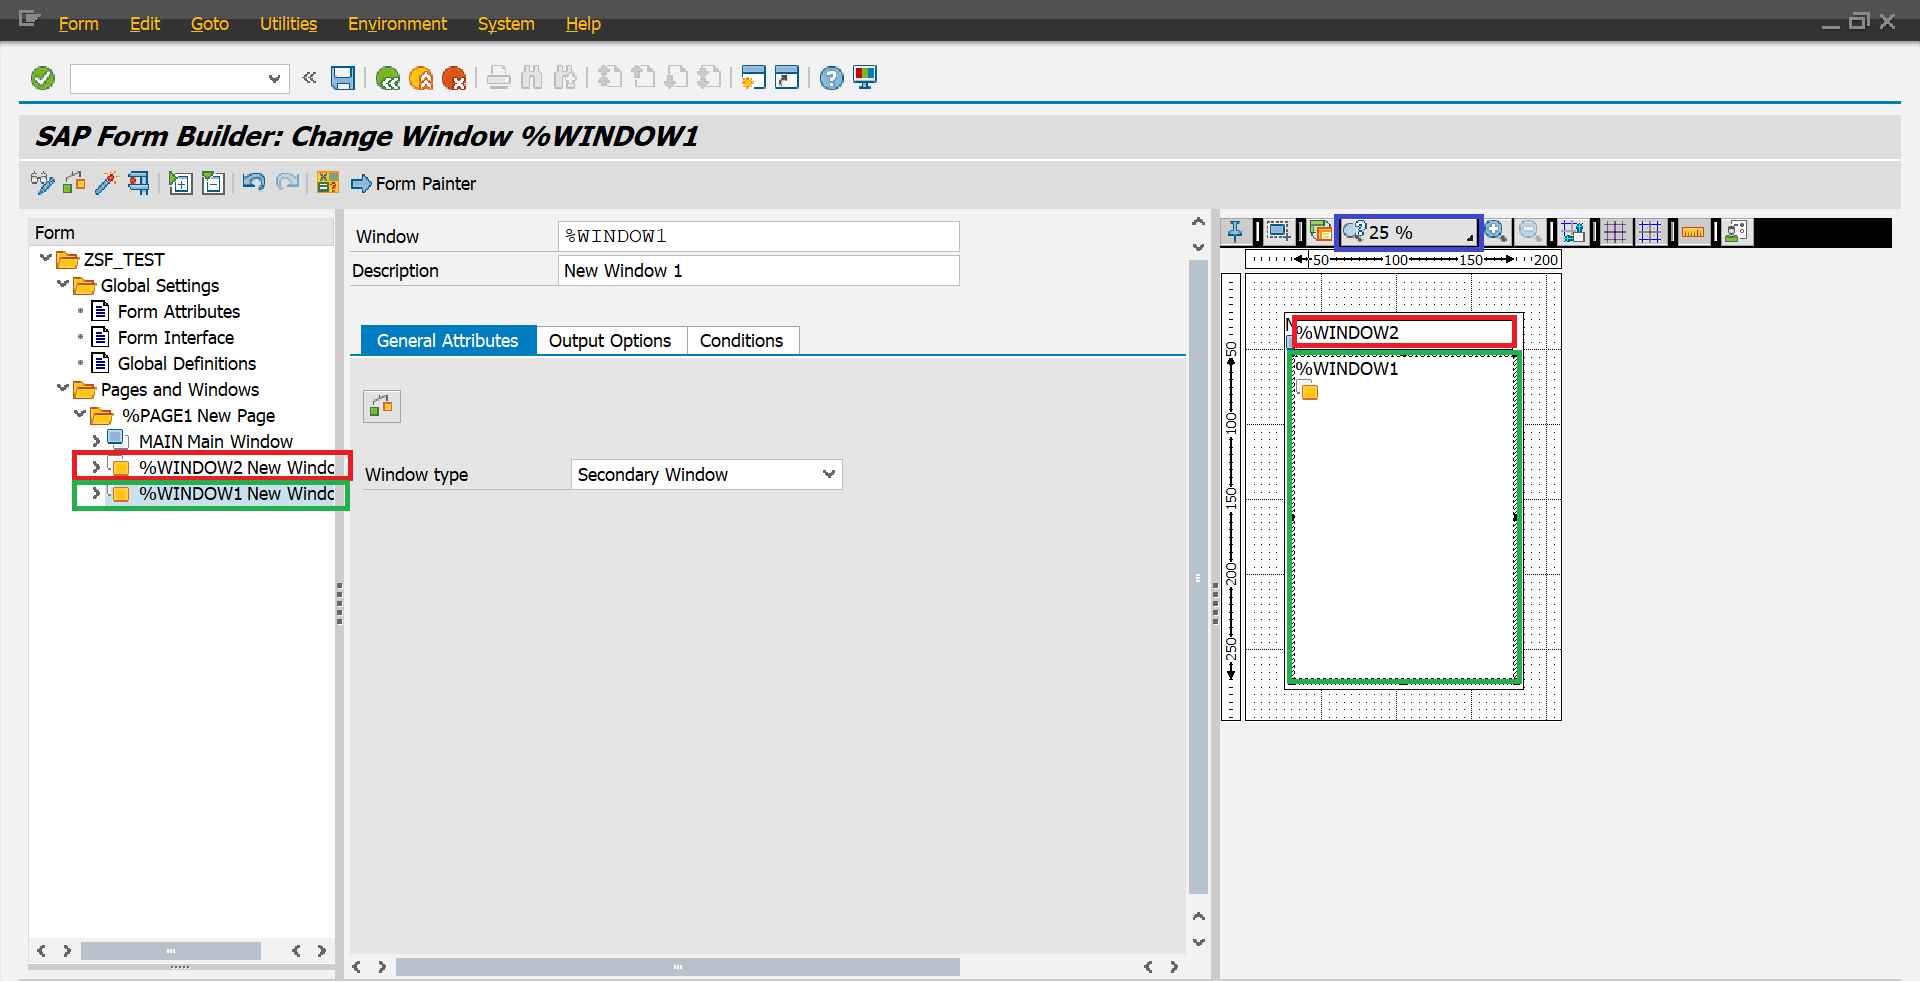 Form Edit Goto Utilities Environment System Help
SAP Form Builder: Change Window %WINDOW1
Form Painter
Form
ZSF_TEST
Global Settings
Form Attributes
Form Interface
Global Definitions
Pages and Windows
%PAGE1 New Page
MAIN Main Window
%WINDOW2 New Windo
%WINDOW1 New Windo
Window %WINDOW1
Description New Window 1
General Attributes Output Options Conditions
Window type Secondary Window
25 %
50 100 150 200
50
100
150
200
250
%WINDOW2
%WINDOW1